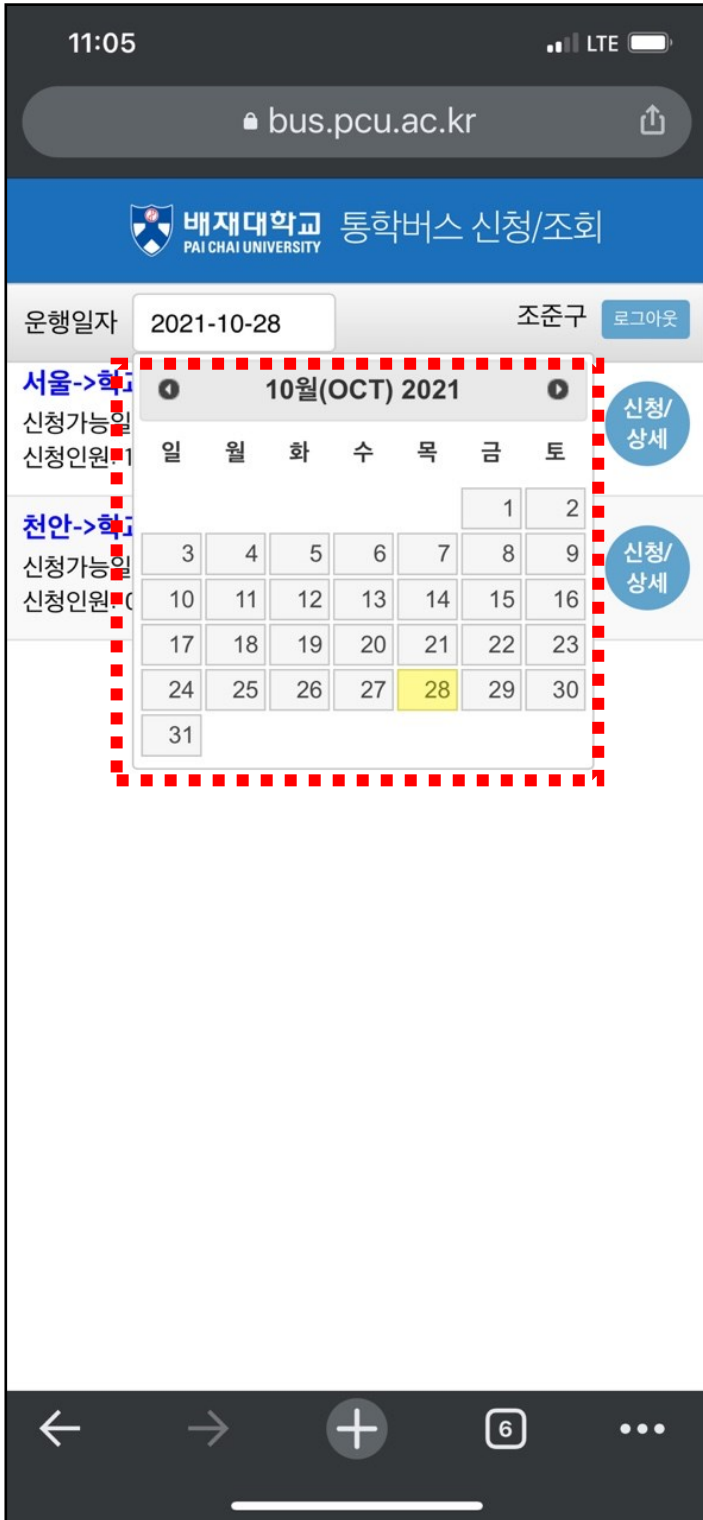 11:05 LTE
bus.pcu.ac.kr
배재대학교 통학버스 신청/조회
PAI CHAI UNIVERSITY
운행일자 2021-10-28 조준구 로그아웃
서울->학교
신청가능일
신청인원: 1
신청/
상세
천안->학교
신청가능일
신청인원: 0
신청/
상세
10월(OCT) 2021
일 월 화 수 목 금 토
1 2
3 4 5 6 7 8 9
10 11 12 13 14 15 16
17 18 19 20 21 22 23
24 25 26 27 28 29 30
31
6